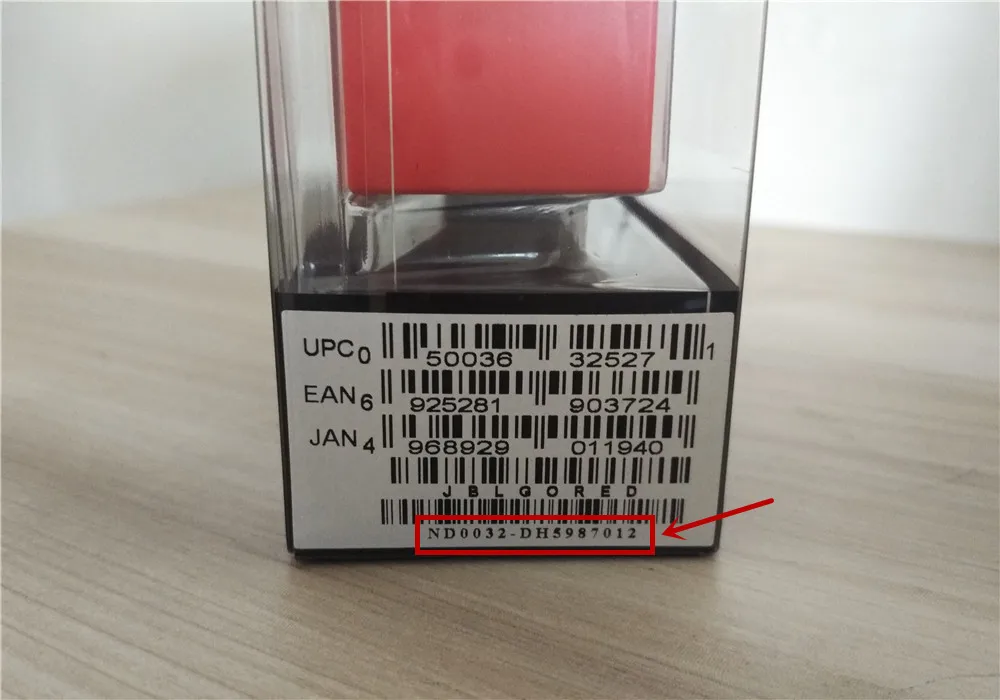 UPC 0 50036 32527 1
EAN 6 925281 903724
JAN 4 968929 011940
JBLGORED
ND0032-DH5987012